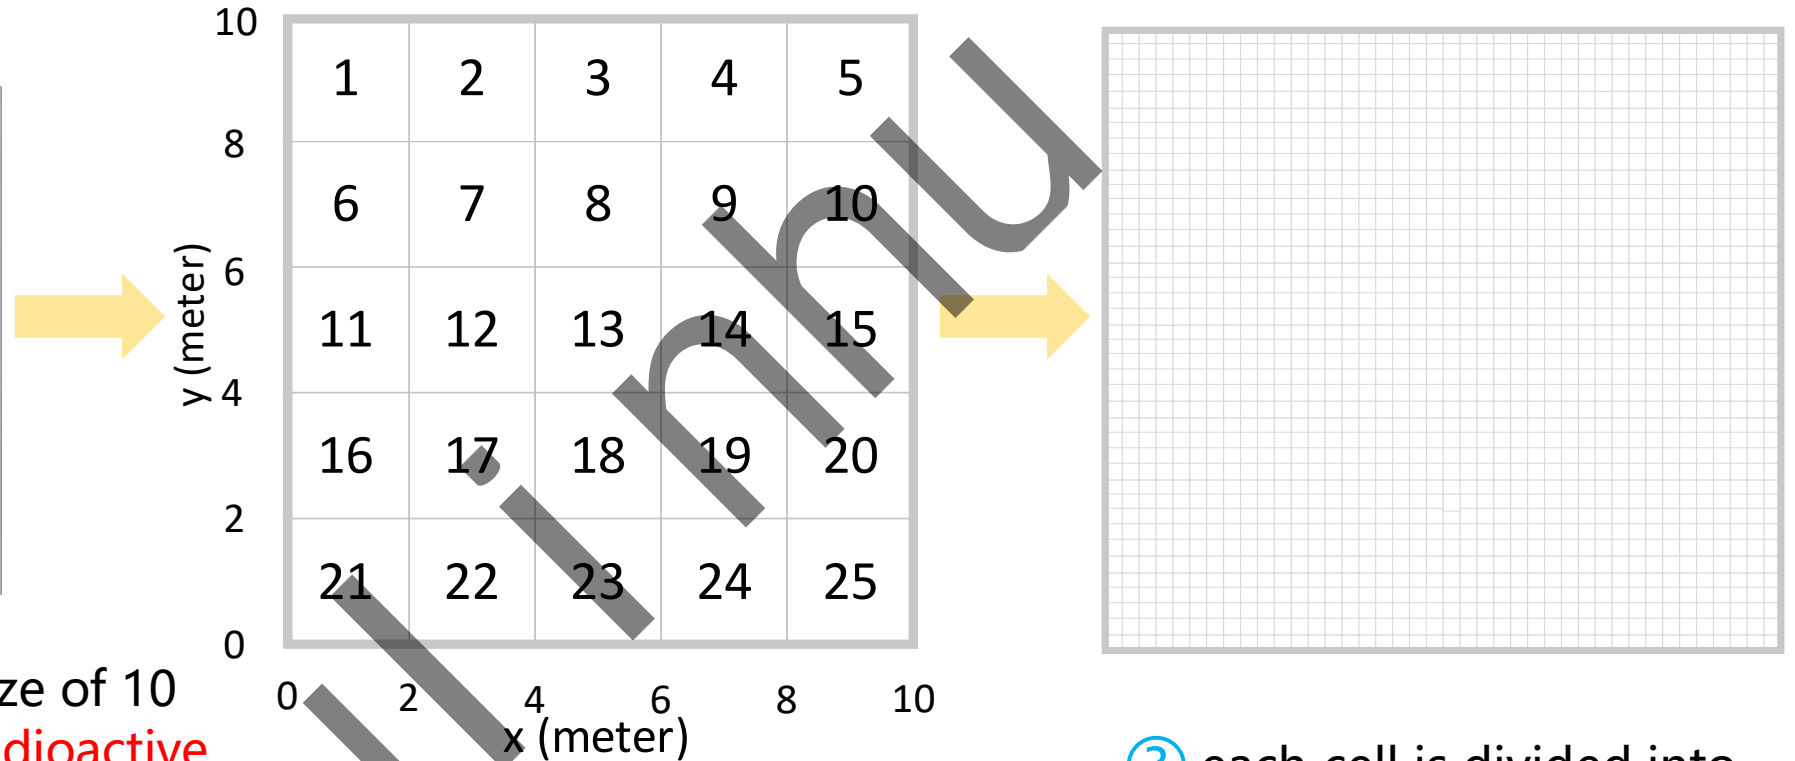 10
1 2 3 4 5
8
6 7 8 9 10
6
y (meter)
11 12 13 14 15
4
16 17 18 19 20
2
21 22 23 24 25
0
0 2 4 6 8 10
x (meter)
ze of 10
dioactive
② each cell is divided into